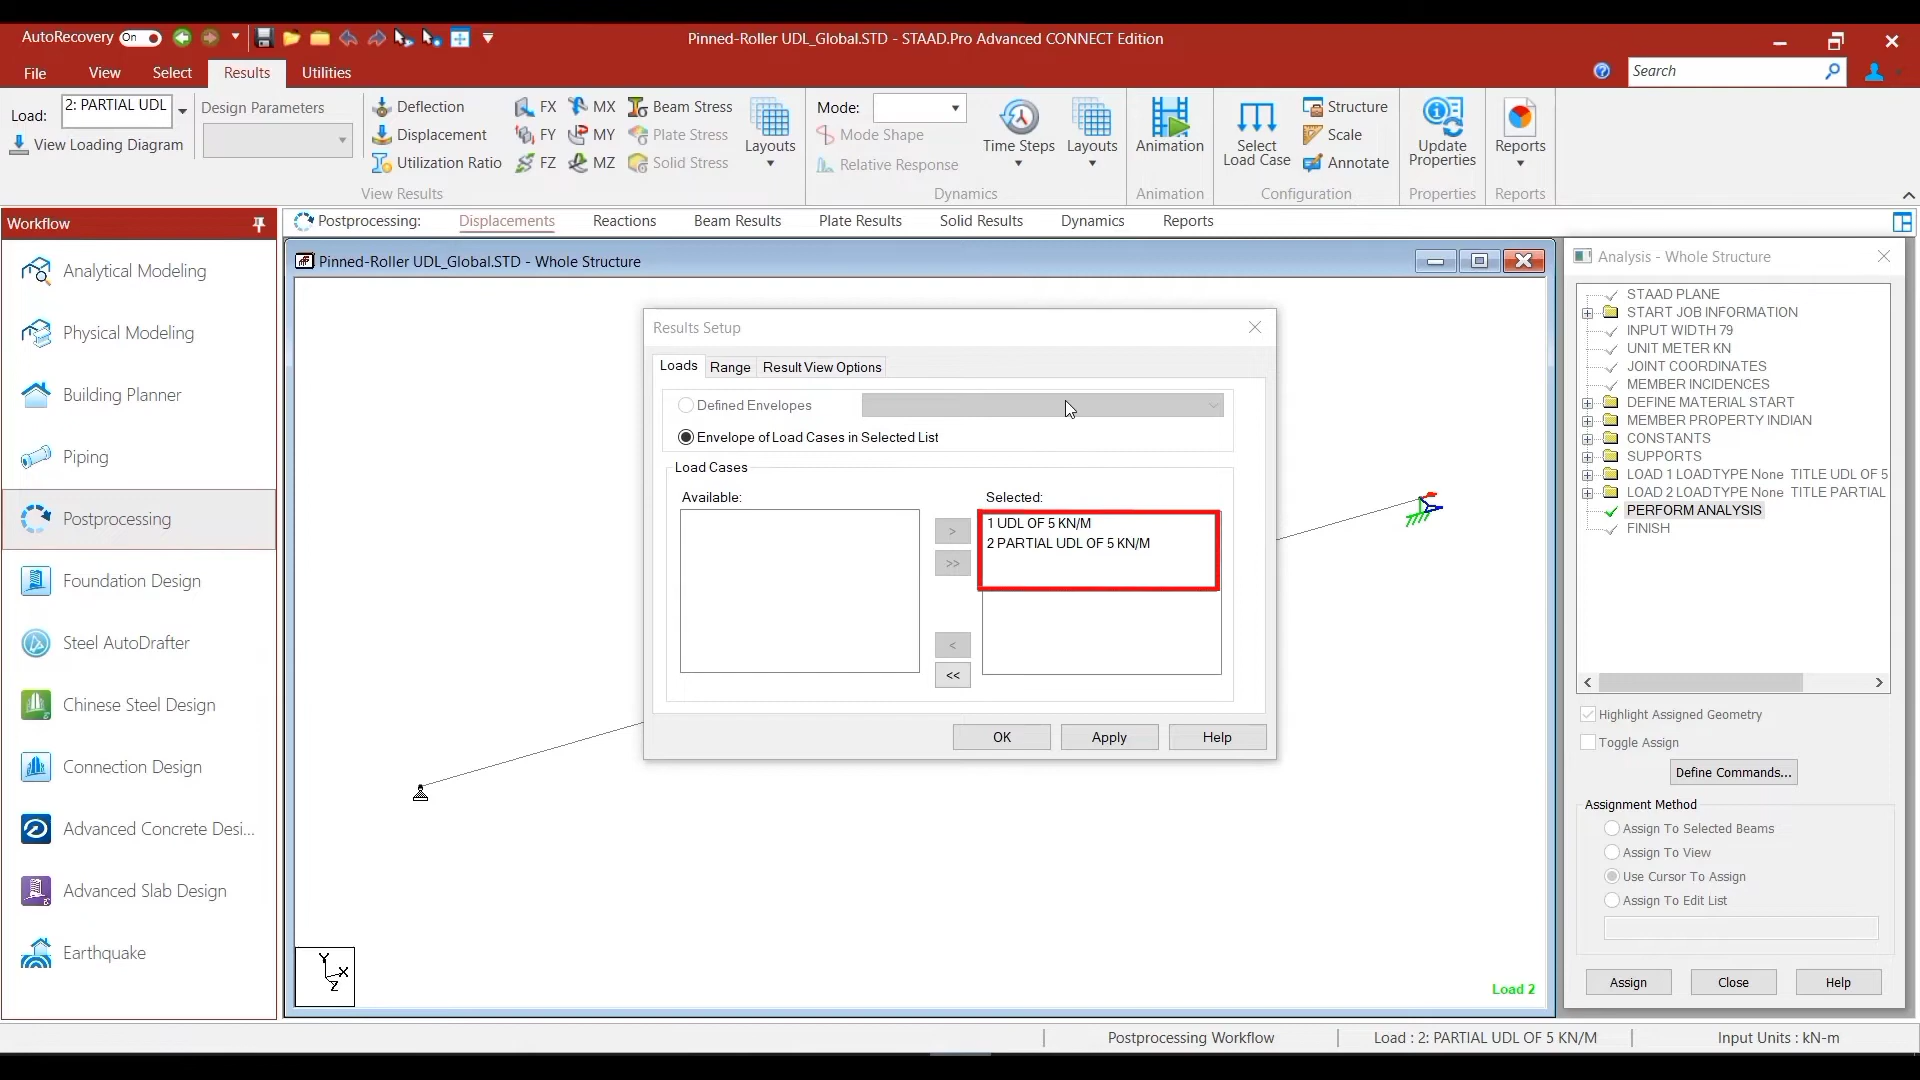 AutoRecovery On
Pinned-Roller UDL_Global.STD - STAAD.Pro Advanced CONNECT Edition
File View Select Results Utilities
Search
Load: 2: PARTIAL UDL
View Loading Diagram
Design Parameters
Deflection
Displacement
Utilization Ratio
FX MX
FY MY
FZ MZ
Beam Stress
Plate Stress
Solid Stress
Layouts
View Results
Mode:
Mode Shape
Relative Response
Time Steps
Layouts
Dynamics
Animation
Animation
Select
Load Case
Structure
Scale
Annotate
Configuration
Update
Properties
Properties
Reports
Reports
Workflow
Postprocessing: Displacements Reactions Beam Results Plate Results Solid Results Dynamics Reports
Analytical Modeling
Physical Modeling
Building Planner
Piping
Postprocessing
Foundation Design
Steel AutoDrafter
Chinese Steel Design
Connection Design
Advanced Concrete Desi...
Advanced Slab Design
Earthquake
Pinned-Roller UDL_Global.STD - Whole Structure
Results Setup
Loads Range Result View Options
Defined Envelopes
Envelope of Load Cases in Selected List
Load Cases
Available:
Selected:
1 UDL OF 5 KN/M
2 PARTIAL UDL OF 5 KN/M
>
>>
<
<<
OK Apply Help
Y
X
Z
Load 2
Analysis - Whole Structure
STAAD PLANE
START JOB INFORMATION
INPUT WIDTH 79
UNIT METER KN
JOINT COORDINATES
MEMBER INCIDENCES
DEFINE MATERIAL START
MEMBER PROPERTY INDIAN
CONSTANTS
SUPPORTS
LOAD 1 LOADTYPE None TITLE UDL OF 5
LOAD 2 LOADTYPE None TITLE PARTIAL
PERFORM ANALYSIS
FINISH
Highlight Assigned Geometry
Toggle Assign
Define Commands...
Assignment Method
Assign To Selected Beams
Assign To View
Use Cursor To Assign
Assign To Edit List
Assign Close Help
Postprocessing Workflow
Load : 2: PARTIAL UDL OF 5 KN/M
Input Units : kN-m